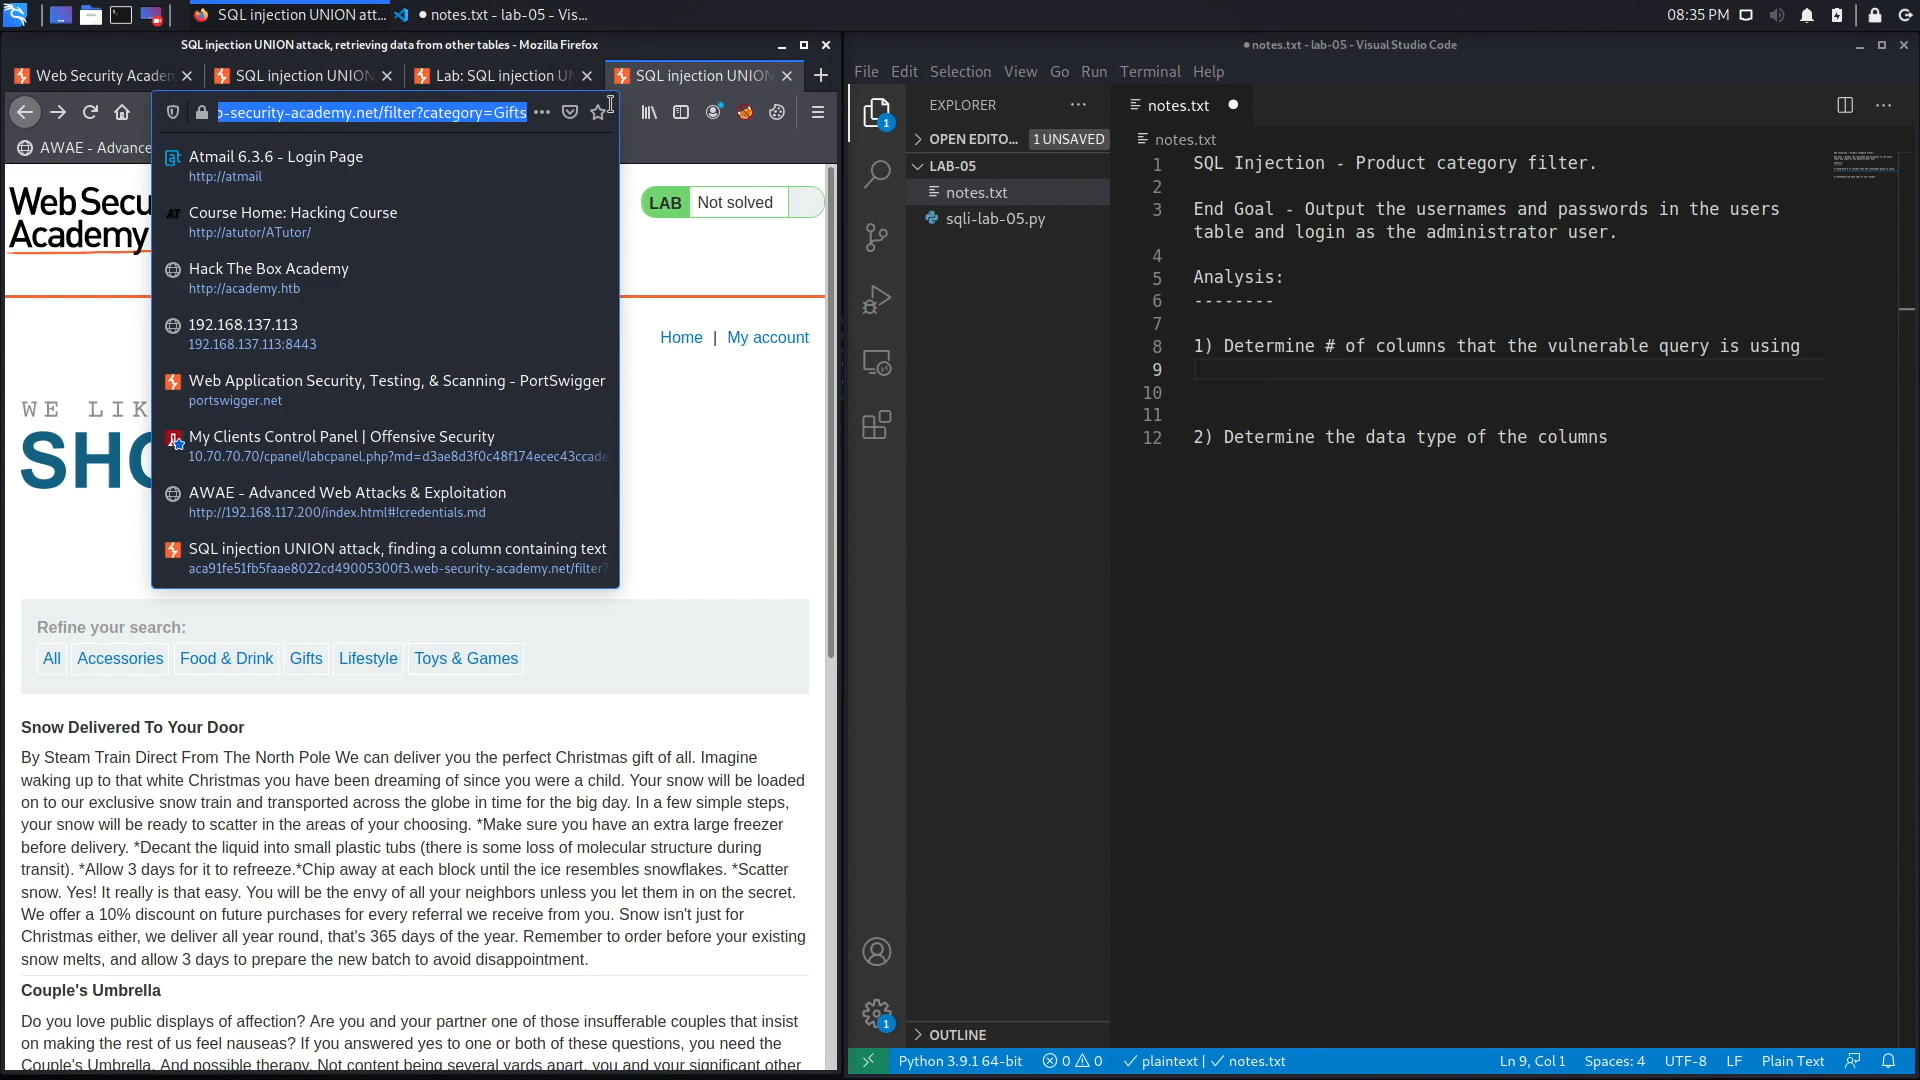 SQL injection UNION att...
notes.txt - lab-05 - Vis...
08:35 PM
SQL injection UNION attack, retrieving data from other tables - Mozilla Firefox
Web Security Academ
SQL injection UNION
Lab: SQL injection UN
SQL injection UNION
o-security-academy.net/filter?category=Gifts
AWAE - Advance
Atmail 6.3.6 - Login Page
http://atmail
Course Home: Hacking Course
http://atutor/ATutor/
Hack The Box Academy
http://academy.htb
192.168.137.113
192.168.137.113:8443
Web Application Security, Testing, & Scanning - PortSwigger
portswigger.net
My Clients Control Panel | Offensive Security
10.70.70.70/cpanel/labcpanel.php?md=d3ae8d3f0c48f174ecec43ccade
AWAE - Advanced Web Attacks & Exploitation
http://192.168.117.200/index.html#!credentials.md
SQL injection UNION attack, finding a column containing text
aca91fe51fb5faae8022cd49005300f3.web-security-academy.net/filter?
Web Secu
Academy
LAB Not solved
Home | My account
WE LIK
SHO
Refine your search:
All Accessories Food & Drink Gifts Lifestyle Toys & Games
Snow Delivered To Your Door
By Steam Train Direct From The North Pole We can deliver you the perfect Christmas gift of all. Imagine
waking up to that white Christmas you have been dreaming of since you were a child. Your snow will be loaded
on to our exclusive snow train and transported across the globe in time for the big day. In a few simple steps,
your snow will be ready to scatter in the areas of your choosing. *Make sure you have an extra large freezer
before delivery. *Decant the liquid into small plastic tubs (there is some loss of molecular structure during
transit). *Allow 3 days for it to refreeze.*Chip away at each block until the ice resembles snowflakes. *Scatter
snow. Yes! It really is that easy. You will be the envy of all your neighbors unless you let them in on the secret.
We offer a 10% discount on future purchases for every referral we receive from you. Snow isn't just for
Christmas either, we deliver all year round, that's 365 days of the year. Remember to order before your existing
snow melts, and allow 3 days to prepare the new batch to avoid disappointment.
Couple's Umbrella
Do you love public displays of affection? Are you and your partner one of those insufferable couples that insist
on making the rest of us feel nauseas? If you answered yes to one or both of these questions, you need the
Couple's Umbrella. And possible therapy. Not content being several yards apart, you and your significant other
notes.txt - lab-05 - Visual Studio Code
File Edit Selection View Go Run Terminal Help
1
EXPLORER
OPEN EDITO... 1 UNSAVED
LAB-05
notes.txt
sqli-lab-05.py
OUTLINE
1
notes.txt
notes.txt
1 SQL Injection - Product category filter.
2
3 End Goal - Output the usernames and passwords in the users
table and login as the administrator user.
4
5 Analysis:
6 --------
7
8 1) Determine # of columns that the vulnerable query is using
9
10
11
12 2) Determine the data type of the columns
Python 3.9.1 64-bit 0 0 plaintext | notes.txt Ln 9, Col 1 Spaces: 4 UTF-8 LF Plain Text